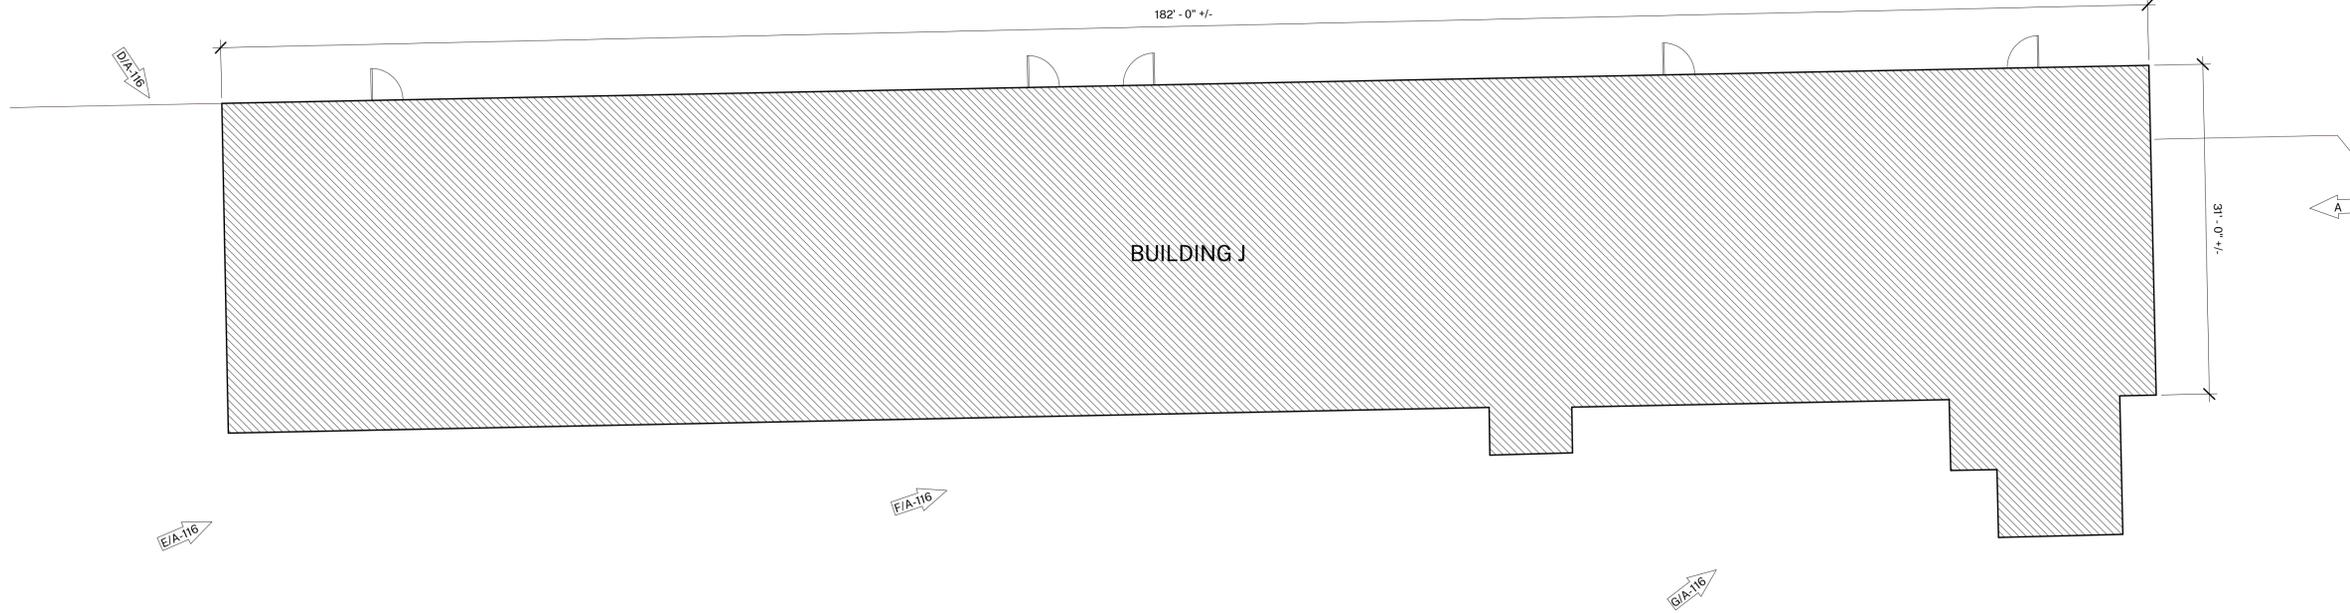 182' - 0" +/-
D/A-116
A
31' - 0" +/-
BUILDING J
F/A-116
E/A-116
G/A-116